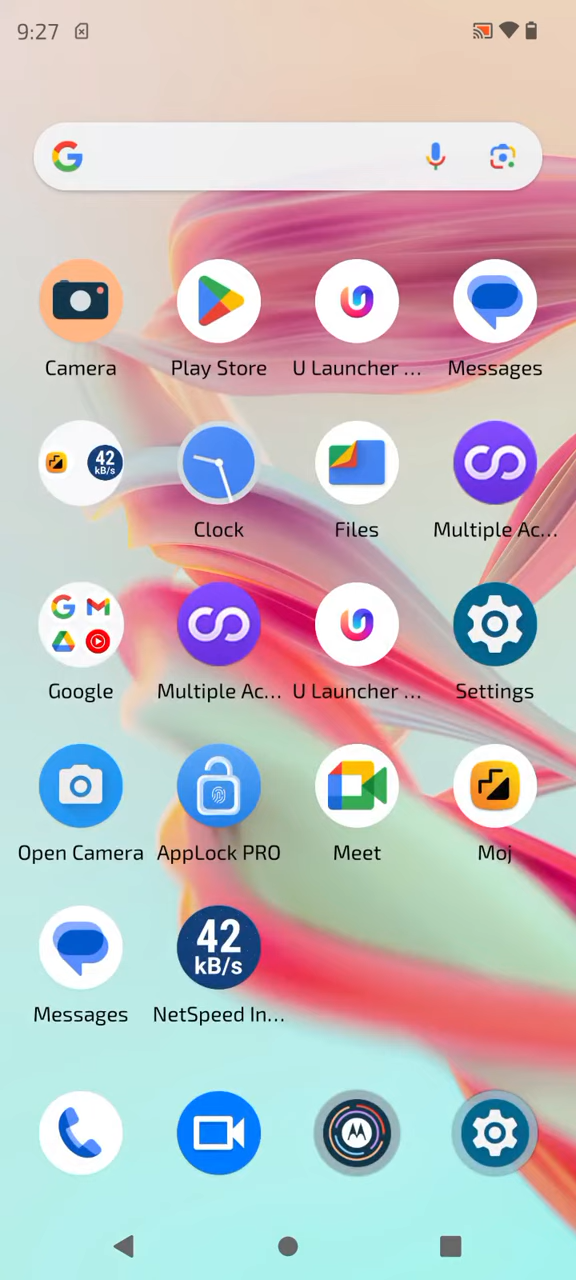 9:27
Camera
Play Store
U Launcher ...
Messages
42
kB/s
Clock
Files
Multiple Ac...
Google
Multiple Ac...
U Launcher ...
Settings
Open Camera
AppLock PRO
Meet
Moj
42
kB/s
Messages
NetSpeed In...